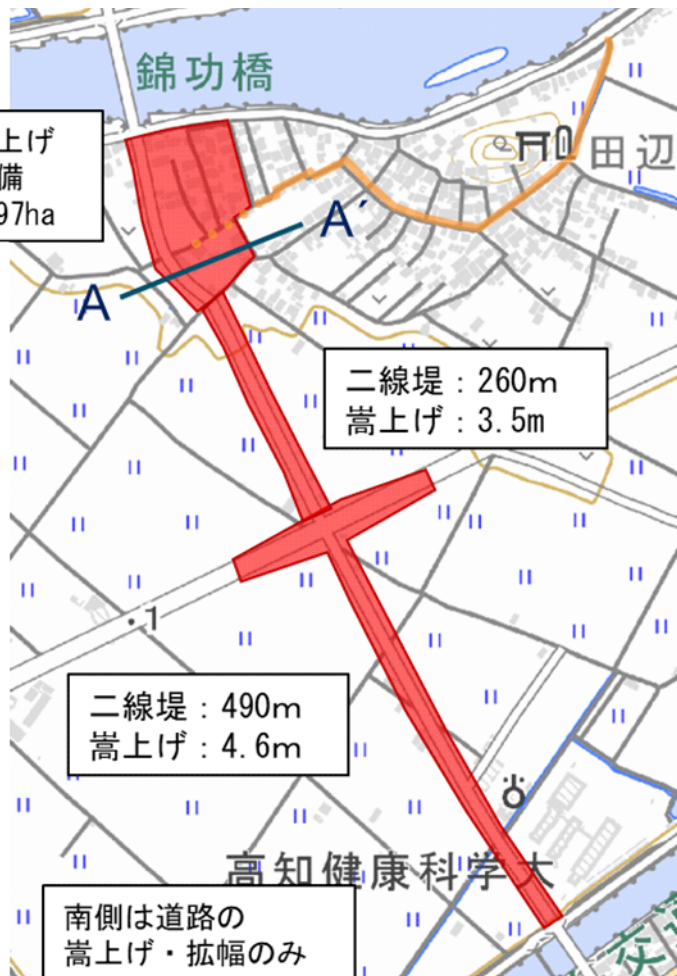 錦功橋
上げ
備
97ha
田辺
A
A´
二線堤：260m
嵩上げ：3.5m
・1
二線堤：490m
嵩上げ：4.6m
高知健康科学大
南側は道路の
嵩上げ・拡幅のみ